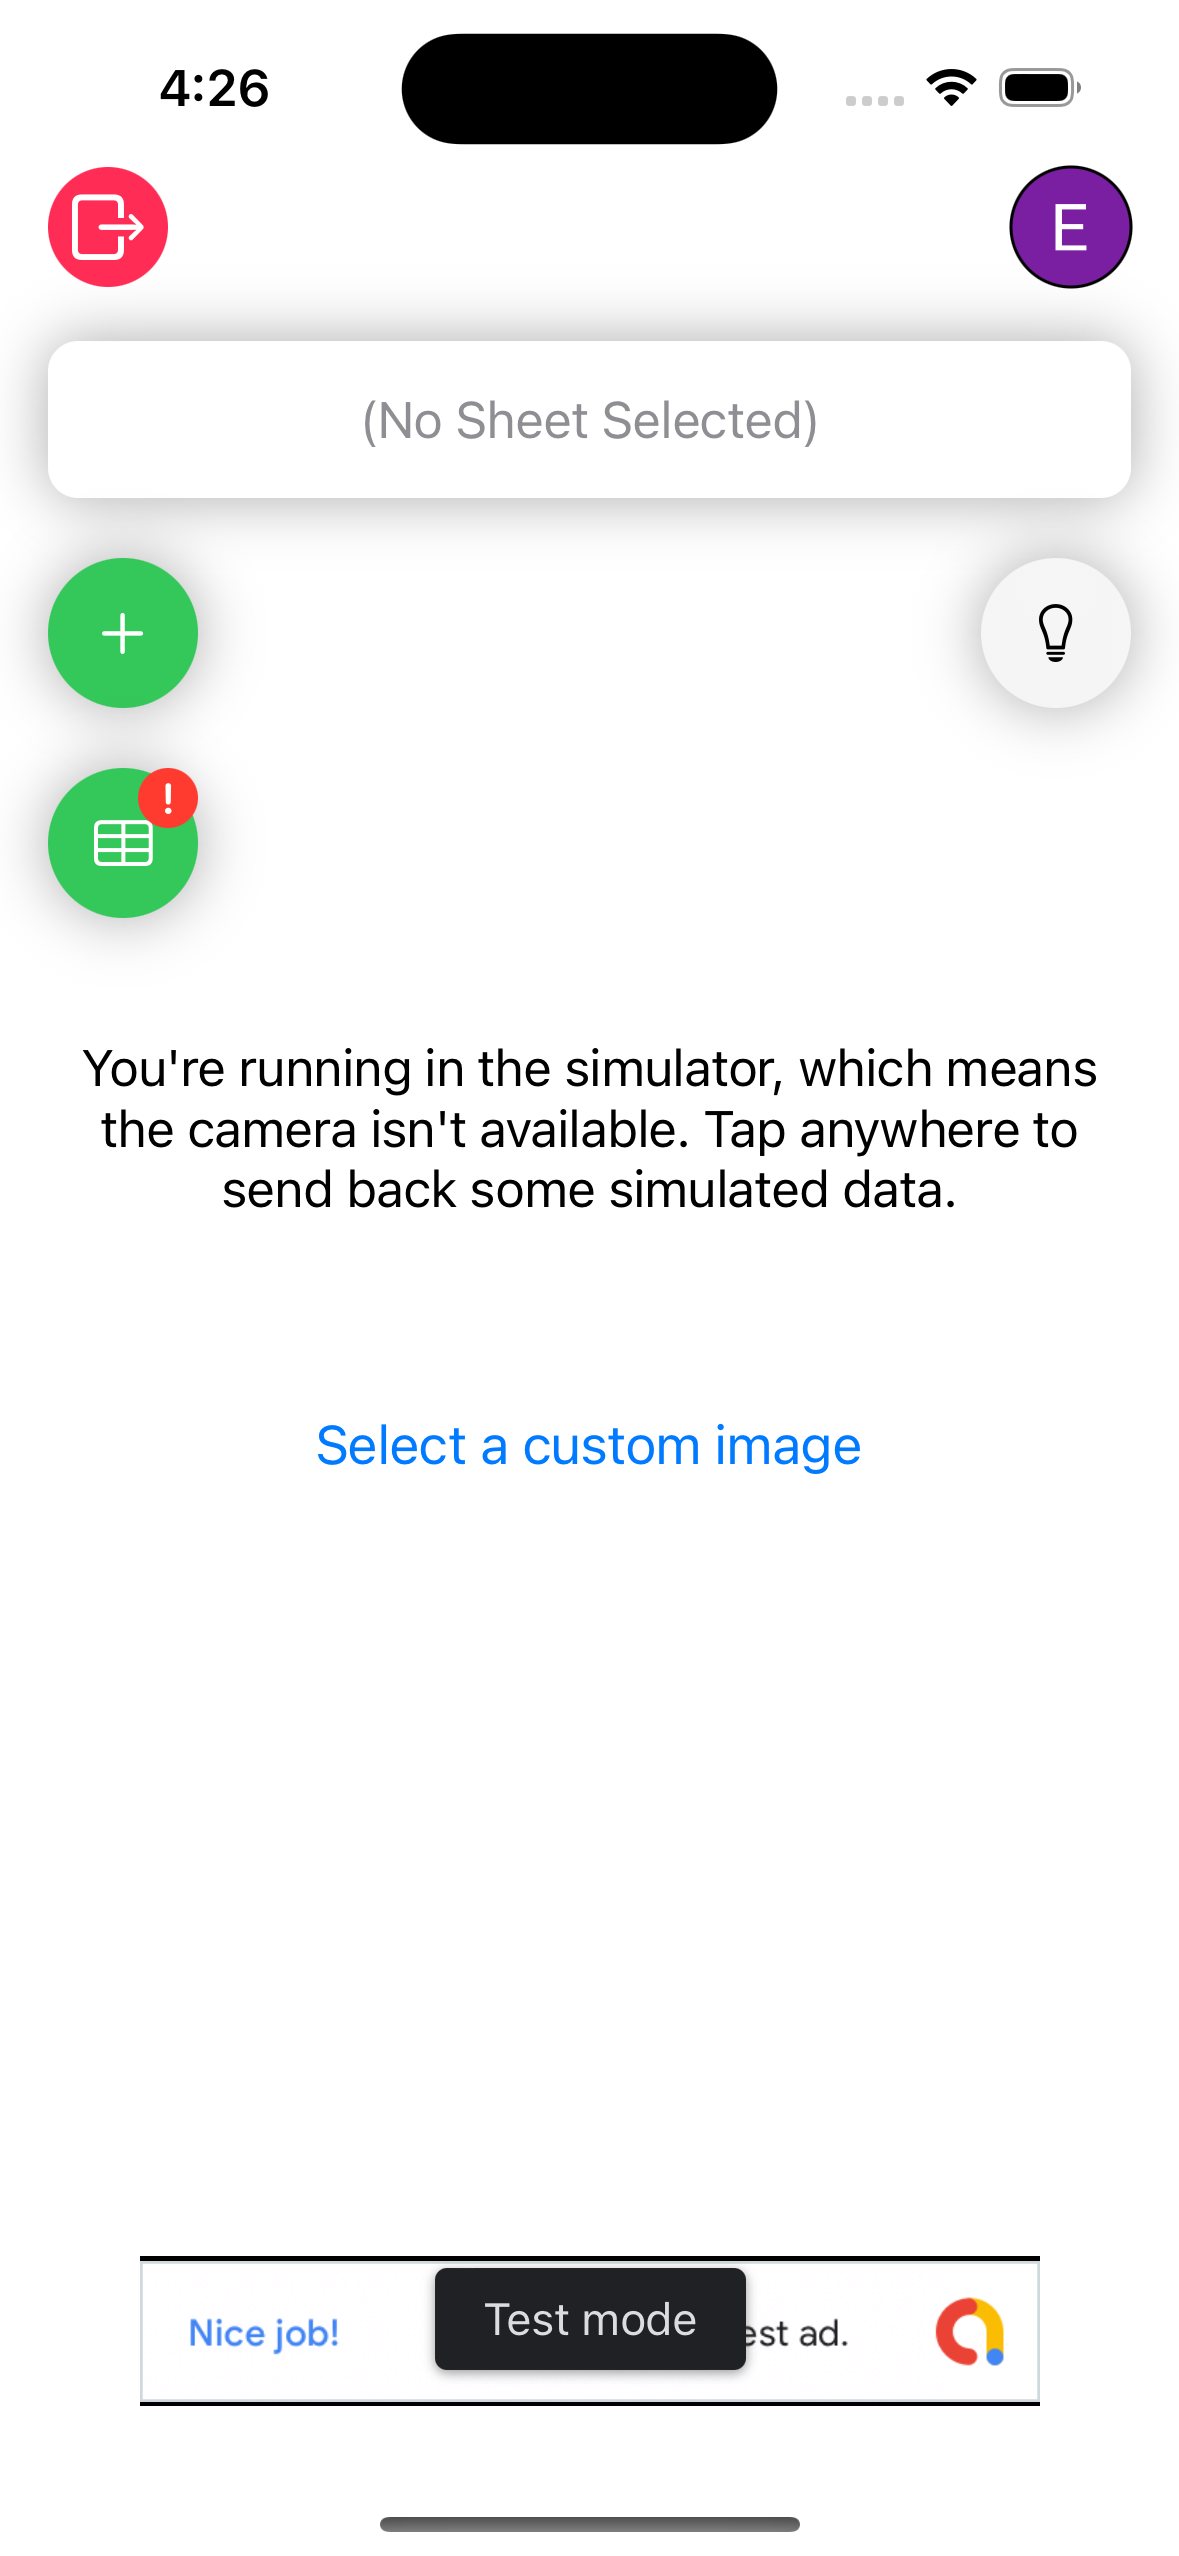 4:26
E
(No Sheet Selected)
!
You're running in the simulator, which means
the camera isn't available. Tap anywhere to
send back some simulated data.
Select a custom image
Nice job!
Test mode
est ad.